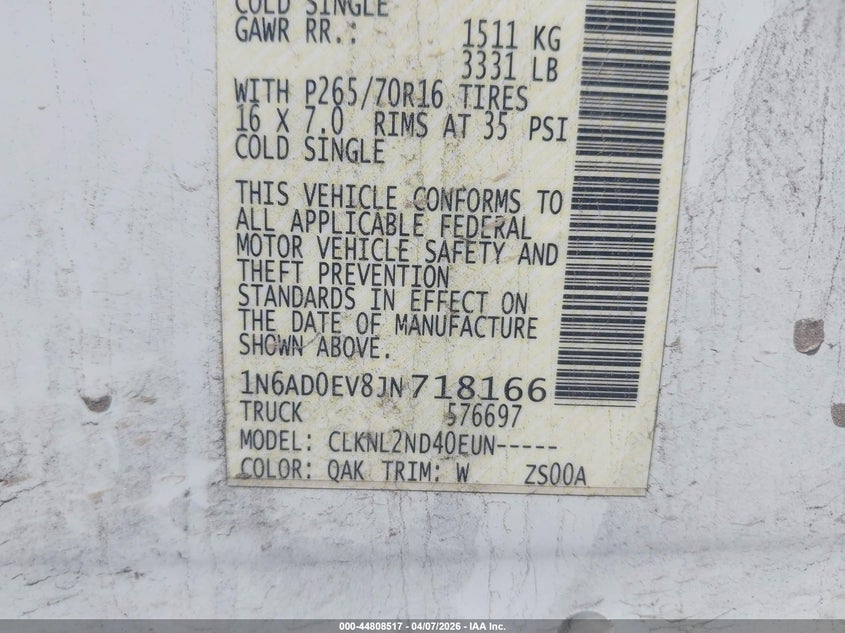 COLD SINGLE
GAWR RR.: 1511 KG
3331 LB
WITH P265/70R16 TIRES
16 X 7.0 RIMS AT 35 PSI
COLD SINGLE
THIS VEHICLE CONFORMS TO
ALL APPLICABLE FEDERAL
MOTOR VEHICLE SAFETY AND
THEFT PREVENTION
STANDARDS IN EFFECT ON
THE DATE OF MANUFACTURE
SHOWN ABOVE.
1N6AD0EV8JN718166
TRUCK 576697
MODEL: CLKNL2ND40EUN-----
COLOR: QAK TRIM: W ZS00A
000-44808517 - 04/07/2026 - IAA Inc.